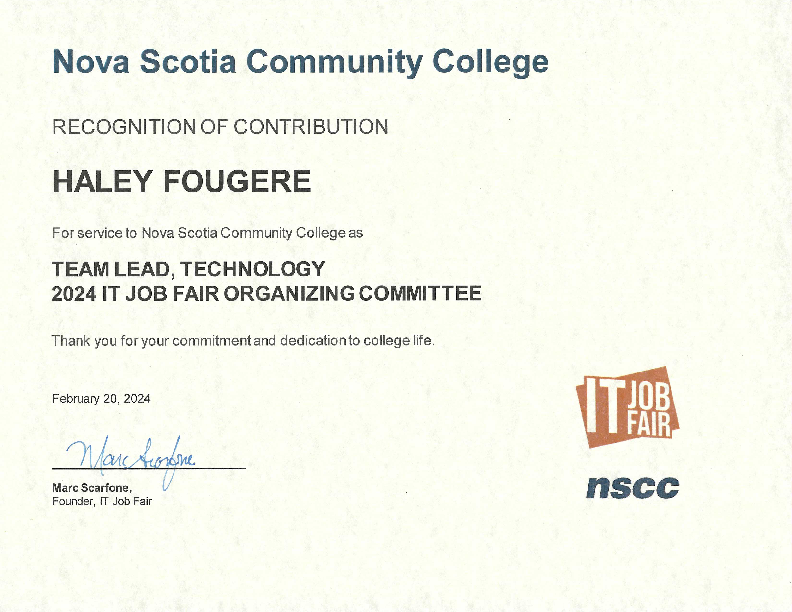 Nova Scotia Community College
RECOGNITION OF CONTRIBUTION
HALEY FOUGERE
For service to Nova Scotia Community College as
TEAM LEAD, TECHNOLOGY
2024 IT JOB FAIR ORGANIZING COMMITTEE
Thank you for your commitment and dedication to college life.
February 20, 2024
Marc Scarfone
Marc Scarfone,
Founder, IT Job Fair
IT JOB
FAIR
nscc